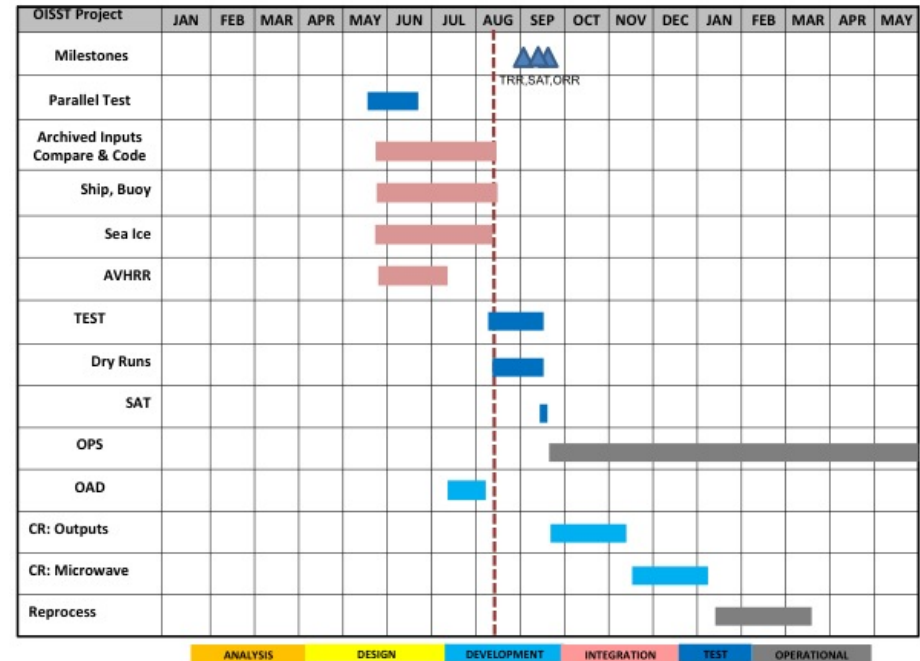 OISST Project JAN FEB MAR APR MAY JUN JUL AUG SEP OCT NOV DEC JAN FEB MAR APR MAY
Milestones
TRR,SAT,ORR
Parallel Test
Archived Inputs
Compare & Code
Ship, Buoy
Sea Ice
AVHRR
TEST
Dry Runs
SAT
OPS
OAD
CR: Outputs
CR: Microwave
Reprocess
ANALYSIS DESIGN DEVELOPMENT INTEGRATION TEST OPERATIONAL